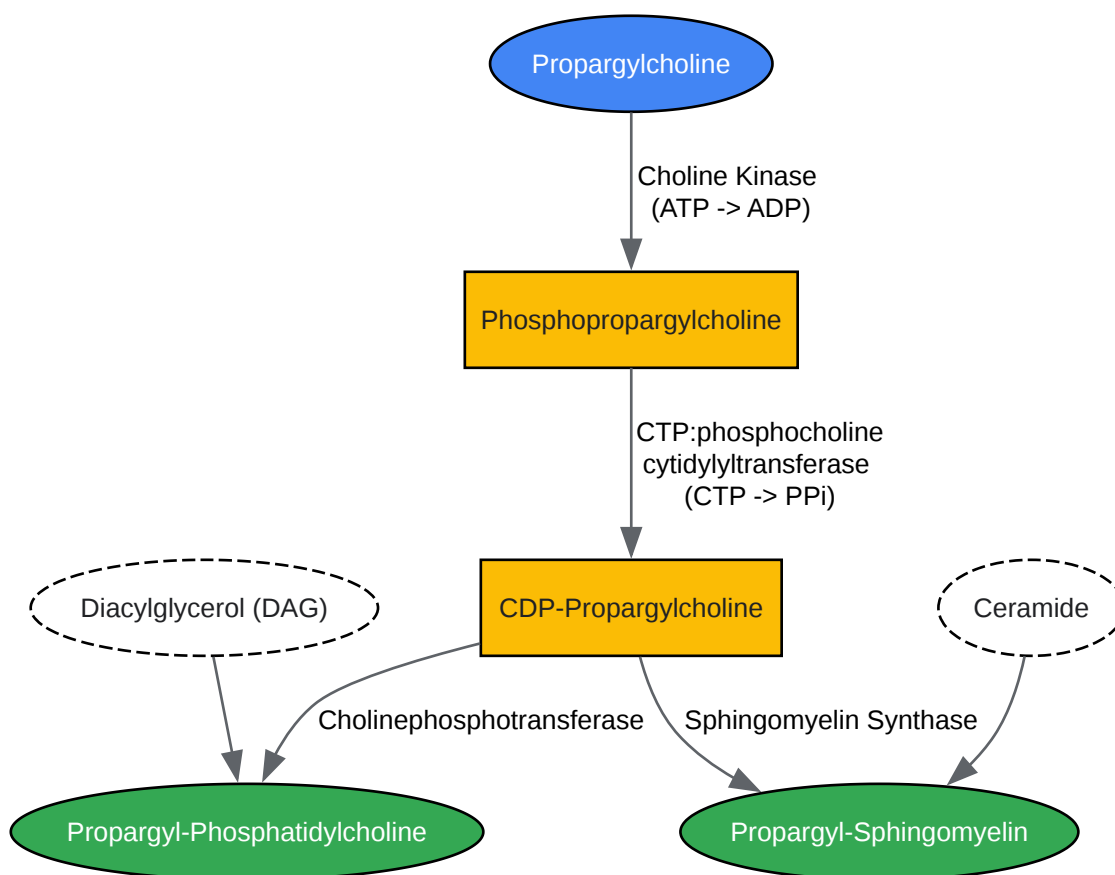 Propargylcholine
Choline Kinase
(ATP -> ADP)
Phosphopropargylcholine
CTP:phosphocholine
cytidylyltransferase
(CTP -> PPi)
Diacylglycerol (DAG)
CDP-Propargylcholine
Ceramide
Cholinephosphotransferase
Sphingomyelin Synthase
Propargyl-Phosphatidylcholine
Propargyl-Sphingomyelin